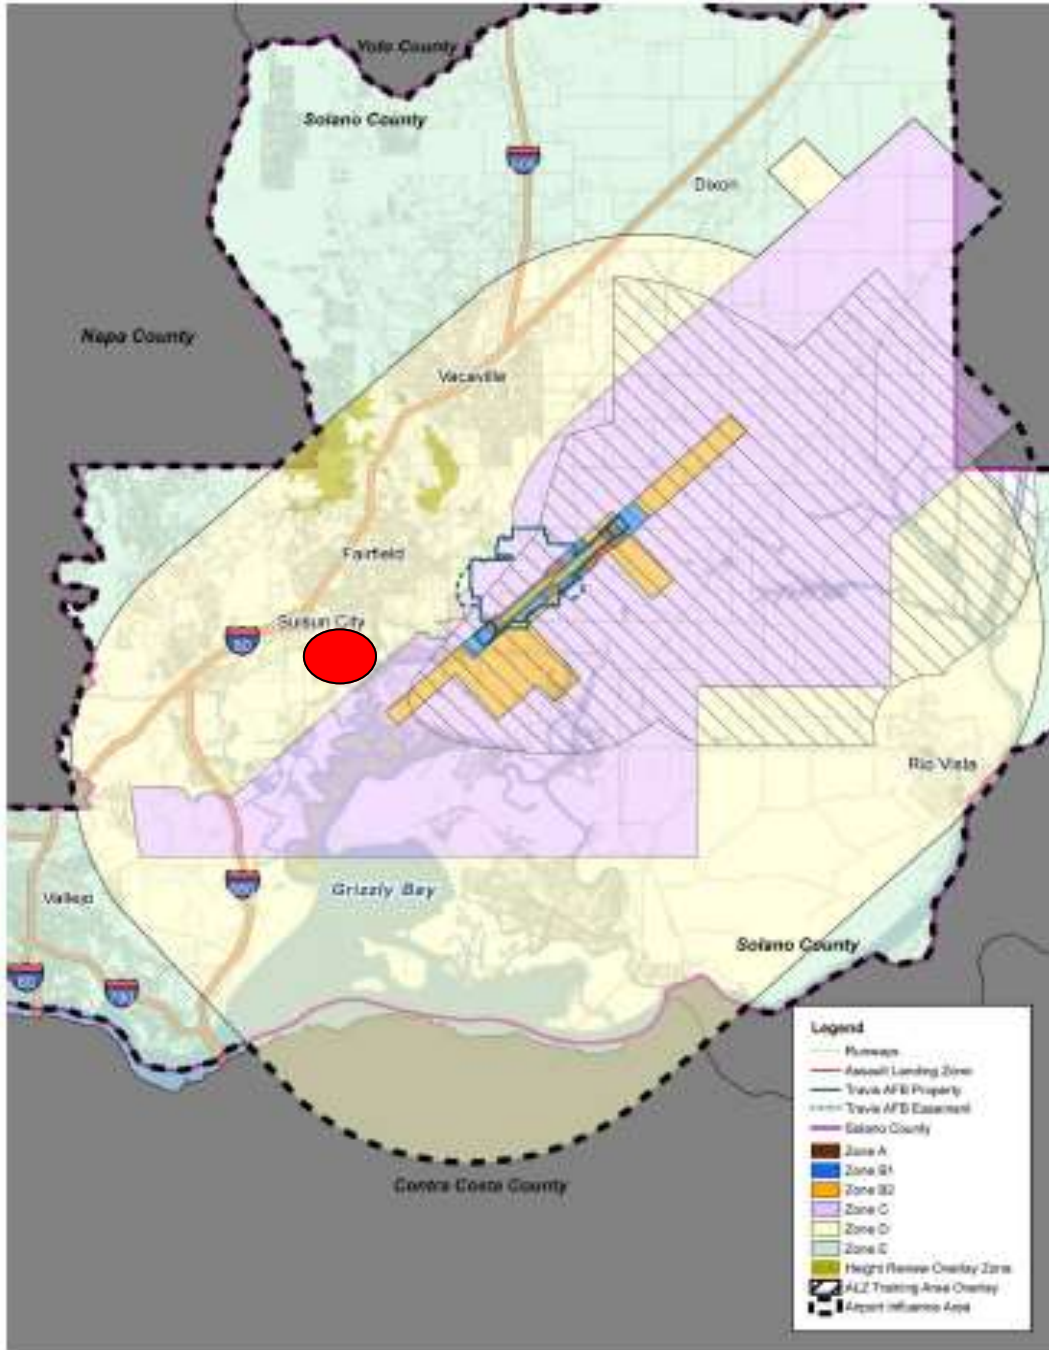 Yolo County
Solano County
Dixon
Napa County
Vacaville
Fairfield
Suisun City
80
Rio Vista
680
Vallejo
Grizzly Bay
Solano County
80
780
Contra Costa County
Legend
Runways
Assault Landing Zone
Travis AFB Property
Travis AFB Easement
Solano County
Zone A
Zone B1
Zone B2
Zone C
Zone D
Zone E
Height Review Overlay Zone
ALZ Training Area Overlay
Airport Influence Area